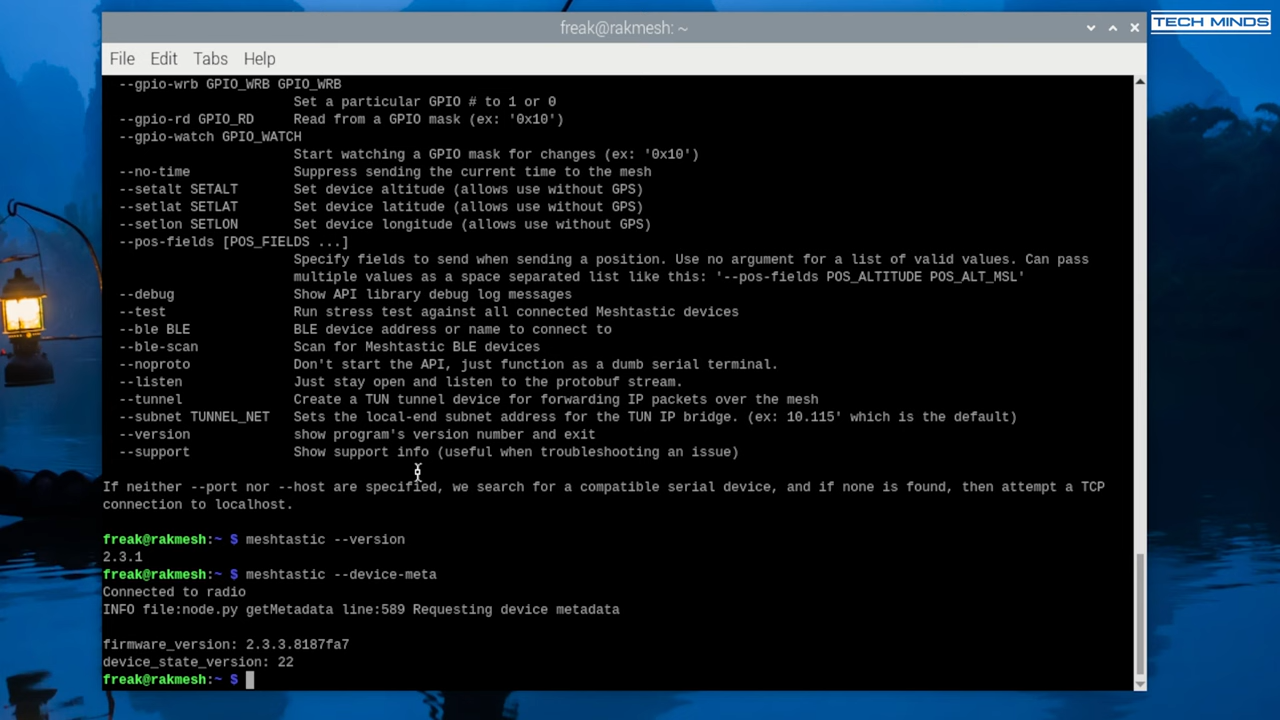 freak@rakmesh: ~
TECH MINDS
File Edit Tabs Help
--gpio-wrb GPIO_WRB GPIO_WRB
Set a particular GPIO # to 1 or 0
--gpio-rd GPIO_RD Read from a GPIO mask (ex: '0x10')
--gpio-watch GPIO_WATCH
Start watching a GPIO mask for changes (ex: '0x10')
--no-time Suppress sending the current time to the mesh
--setalt SETALT Set device altitude (allows use without GPS)
--setlat SETLAT Set device latitude (allows use without GPS)
--setlon SETLON Set device longitude (allows use without GPS)
--pos-fields [POS_FIELDS ...]
Specify fields to send when sending a position. Use no argument for a list of valid values. Can pass
multiple values as a space separated list like this: '--pos-fields POS_ALTITUDE POS_ALT_MSL'
--debug Show API library debug log messages
--test Run stress test against all connected Meshtastic devices
--ble BLE BLE device address or name to connect to
--ble-scan Scan for Meshtastic BLE devices
--noproto Don't start the API, just function as a dumb serial terminal.
--listen Just stay open and listen to the protobuf stream.
--tunnel Create a TUN tunnel device for forwarding IP packets over the mesh
--subnet TUNNEL_NET Sets the local-end subnet address for the TUN IP bridge. (ex: 10.115' which is the default)
--version show program's version number and exit
--support Show support info (useful when troubleshooting an issue)
If neither --port nor --host are specified, we search for a compatible serial device, and if none is found, then attempt a TCP
connection to localhost.
freak@rakmesh:~ $ meshtastic --version
2.3.1
freak@rakmesh:~ $ meshtastic --device-meta
Connected to radio
INFO file:node.py getMetadata line:589 Requesting device metadata
firmware_version: 2.3.3.8187fa7
device_state_version: 22
freak@rakmesh:~ $